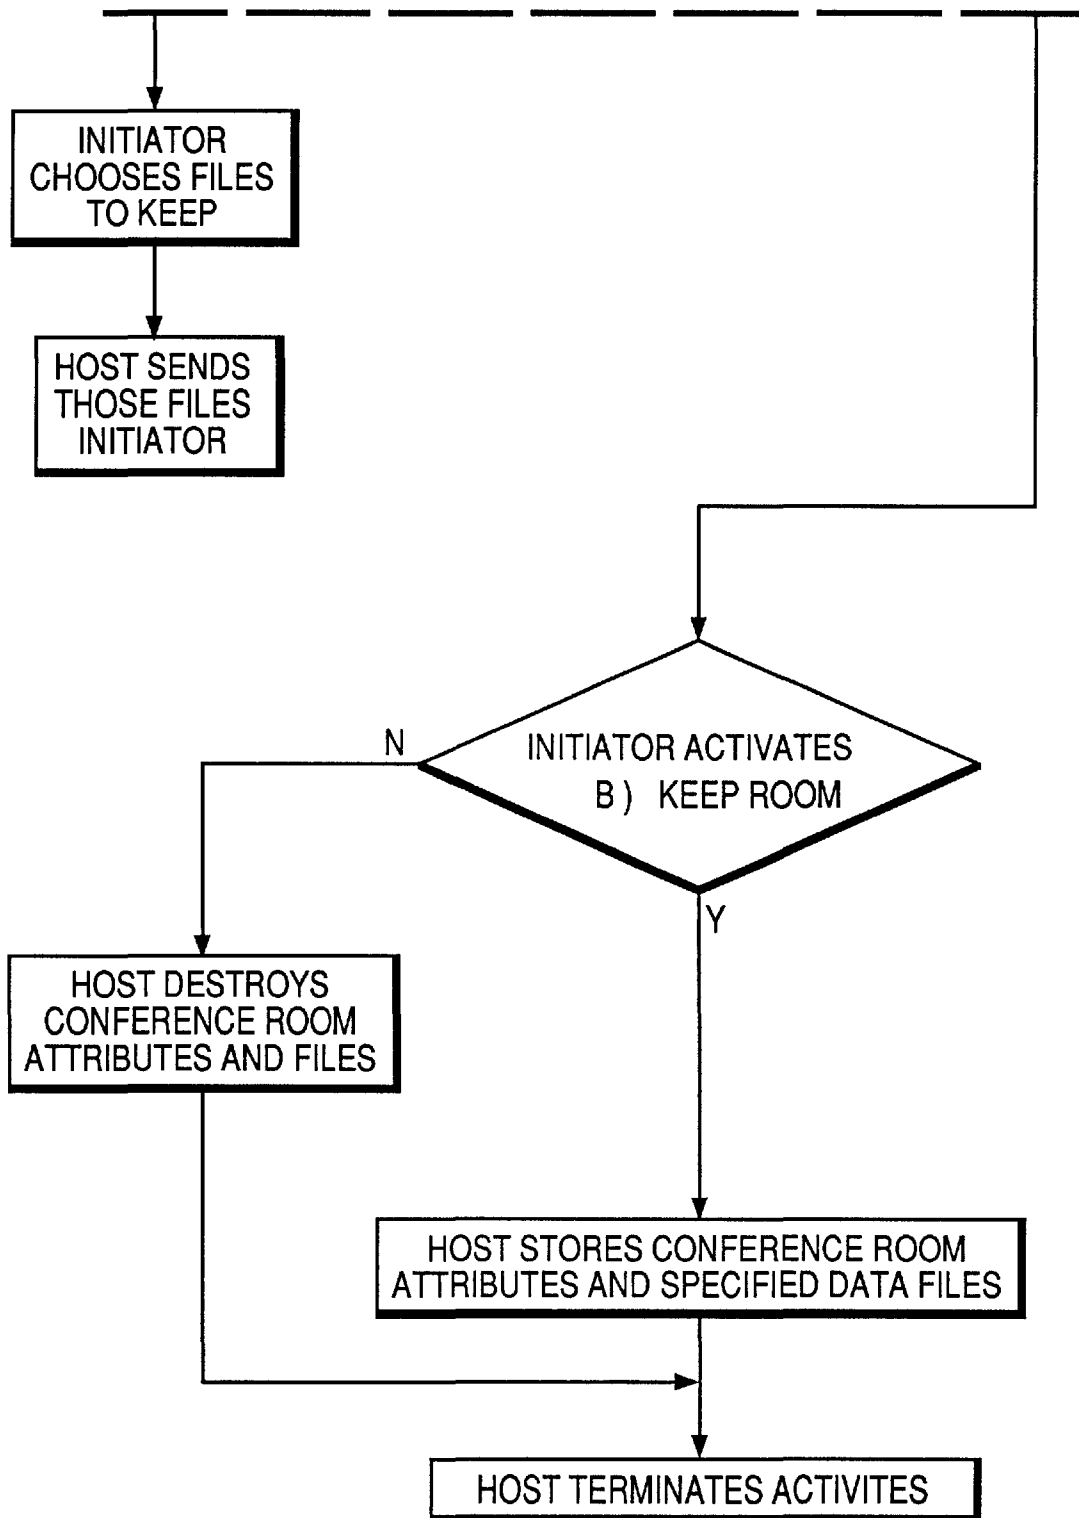 INITIATOR
CHOOSES FILES
TO KEEP
HOST SENDS
THOSE FILES
INITIATOR
INITIATOR ACTIVATES
B) KEEP ROOM
N
Y
HOST DESTROYS
CONFERENCE ROOM
ATTRIBUTES AND FILES
HOST STORES CONFERENCE ROOM
ATTRIBUTES AND SPECIFIED DATA FILES
HOST TERMINATES ACTIVITES